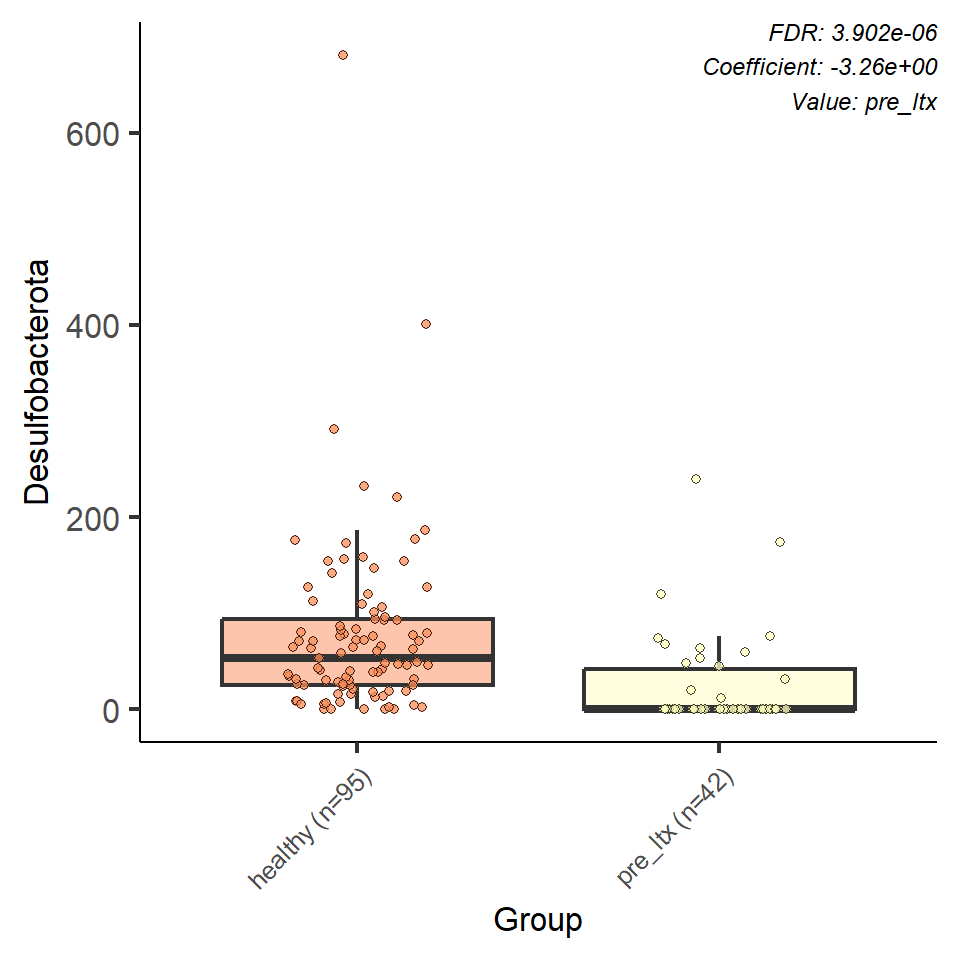 FDR: 3.902e-06
Coefficient: -3.26e+00
Value: pre_ltx
Desulfobacterota
600
400
200
0
healthy (n=95)
pre_ltx (n=42)
Group